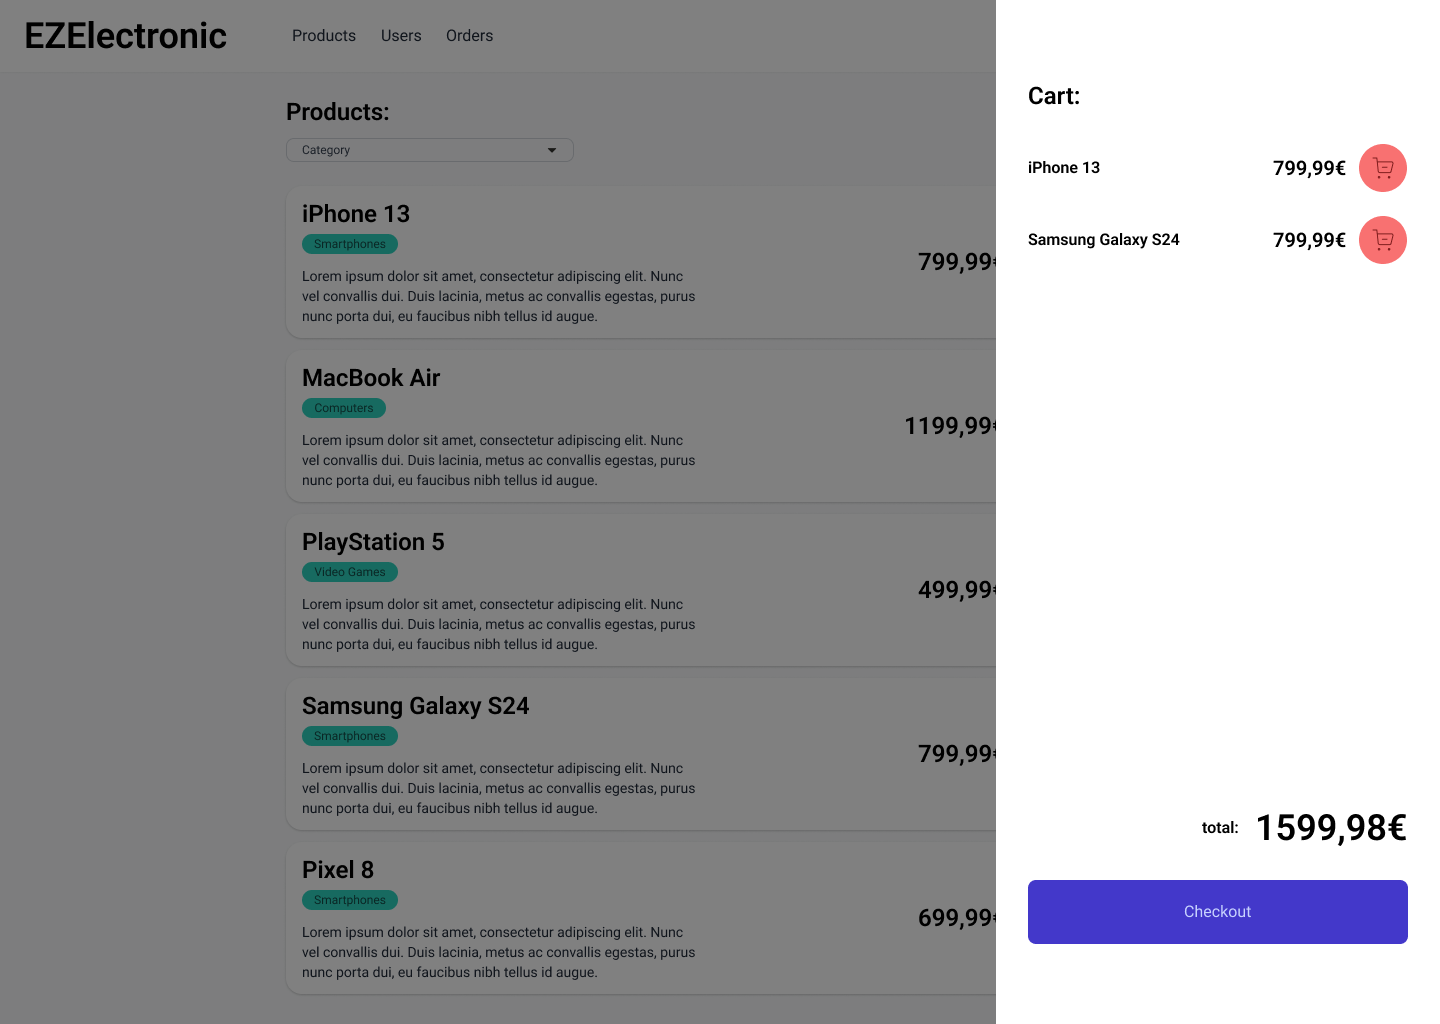 EZElectronic
Products
Users
Orders
Products:
Category
iPhone 13
Smartphones
Lorem ipsum dolor sit amet, consectetur adipiscing elit. Nunc
vel convallis dui. Duis lacinia, metus ac convallis egestas, purus
nunc porta dui, eu faucibus nibh tellus id augue.
799,99€
MacBook Air
Computers
Lorem ipsum dolor sit amet, consectetur adipiscing elit. Nunc
vel convallis dui. Duis lacinia, metus ac convallis egestas, purus
nunc porta dui, eu faucibus nibh tellus id augue.
1199,99€
PlayStation 5
Video Games
Lorem ipsum dolor sit amet, consectetur adipiscing elit. Nunc
vel convallis dui. Duis lacinia, metus ac convallis egestas, purus
nunc porta dui, eu faucibus nibh tellus id augue.
499,99€
Samsung Galaxy S24
Smartphones
Lorem ipsum dolor sit amet, consectetur adipiscing elit. Nunc
vel convallis dui. Duis lacinia, metus ac convallis egestas, purus
nunc porta dui, eu faucibus nibh tellus id augue.
799,99€
Pixel 8
Smartphones
Lorem ipsum dolor sit amet, consectetur adipiscing elit. Nunc
vel convallis dui. Duis lacinia, metus ac convallis egestas, purus
nunc porta dui, eu faucibus nibh tellus id augue.
699,99€
Cart:
iPhone 13 799,99€
Samsung Galaxy S24 799,99€
total: 1599,98€
Checkout